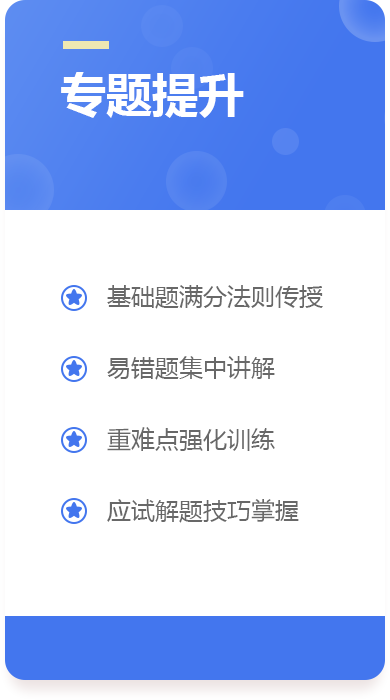 专题提升
基础题满分法则传授
易错题集中讲解
重难点强化训练
应试解题技巧掌握